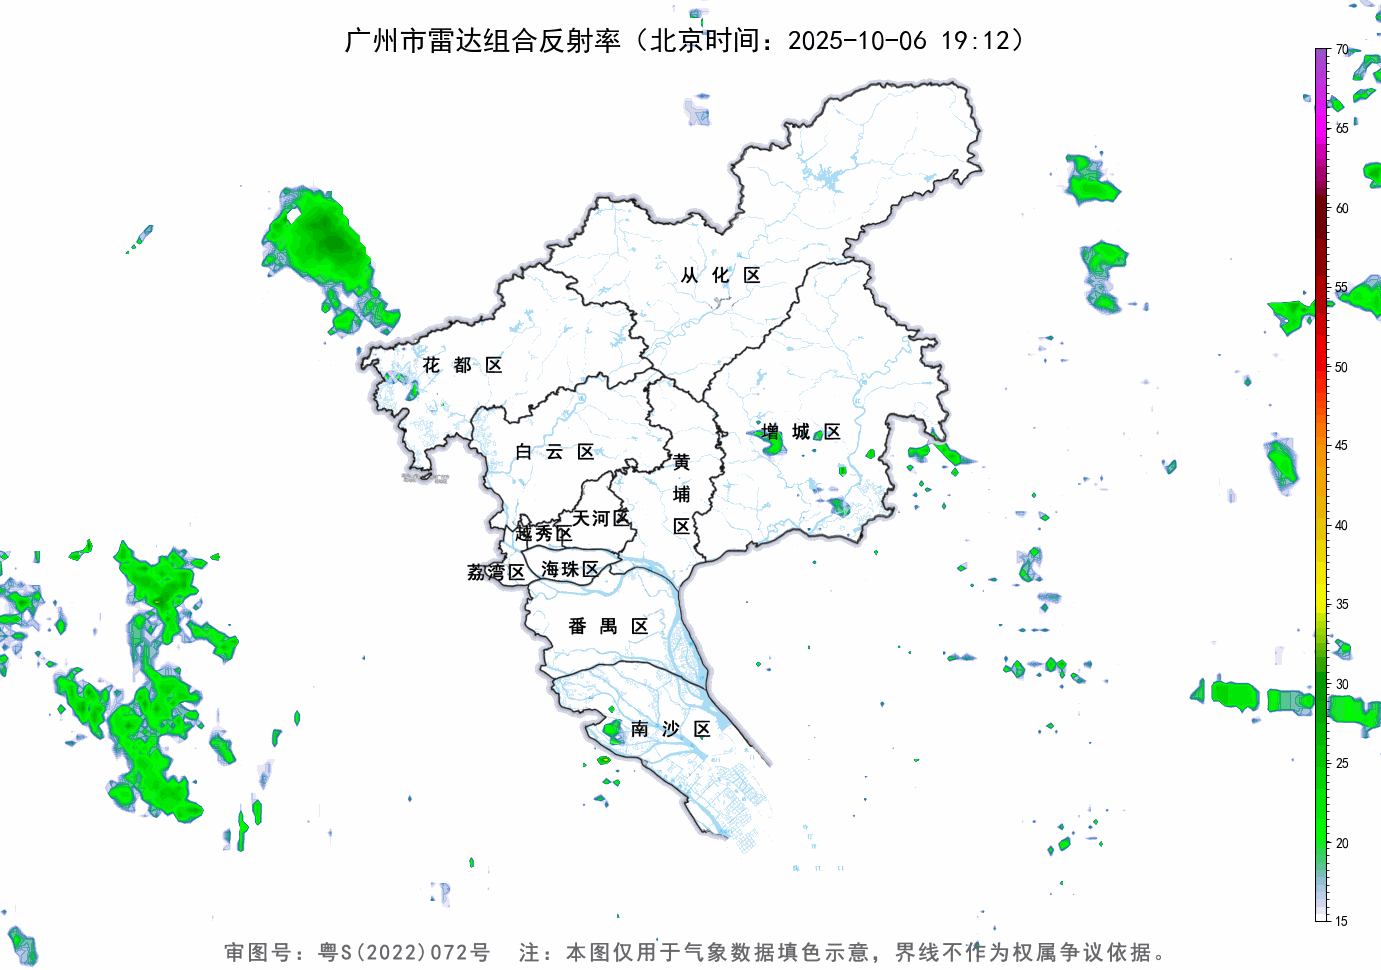 广州市雷达组合反射率（北京时间：2025-10-06 19:12）
70
65
60
55
50
45
40
35
30
25
20
15
从化区
花都区
增城区
白云区
黄埔区
天河区
越秀区
海珠区
荔湾区
番禺区
南沙区
审图号：粤S(2022)072号 注：本图仅用于气象数据填色示意，界线不作为权属争议依据。